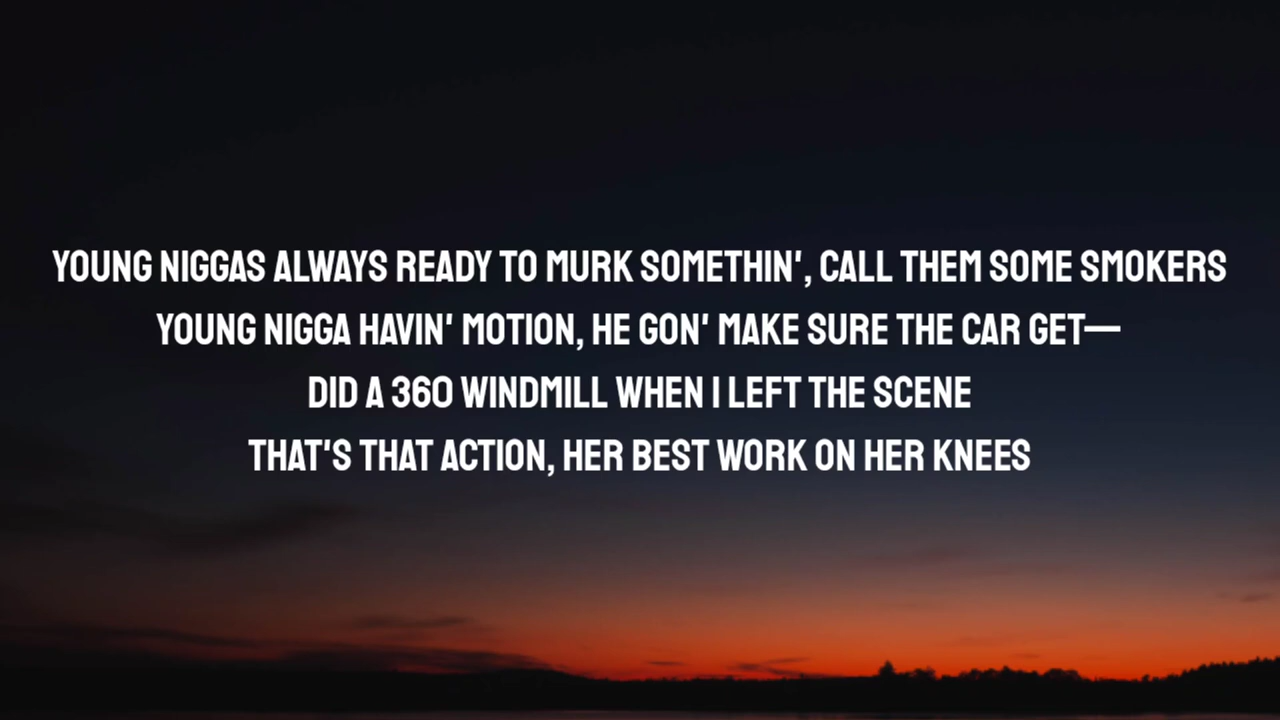 YOUNG NIGGAS ALWAYS READY TO MURK SOMETHIN', CALL THEM SOME SMOKERS
YOUNG NIGGA HAVIN' MOTION, HE GON' MAKE SURE THE CAR GET—
DID A 360 WINDMILL WHEN I LEFT THE SCENE
THAT'S THAT ACTION, HER BEST WORK ON HER KNEES